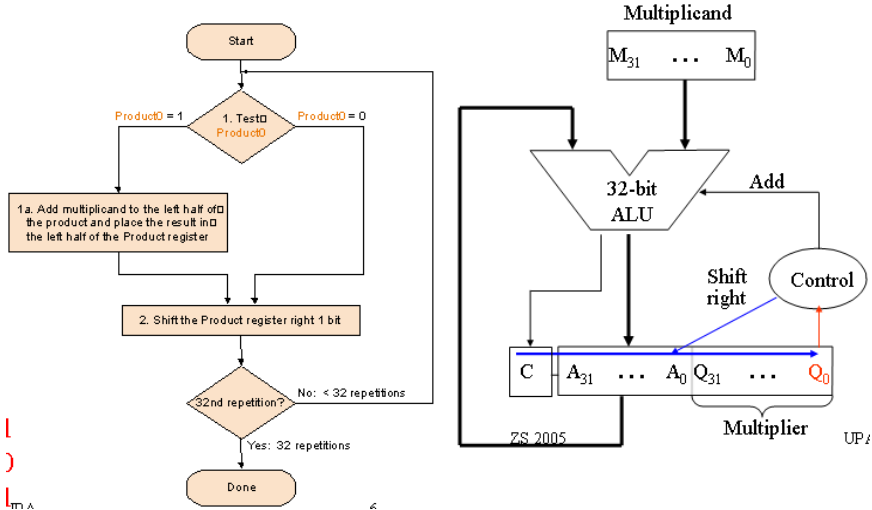 Start
Product0 = 1
1. Test
Product0
Product0 = 0
1a. Add multiplicand to the left half of
the product and place the result in
the left half of the Product register
2. Shift the Product register right 1 bit
32nd repetition?
No: < 32 repetitions
Yes: 32 repetitions
Done
6
Multiplicand
M31 ... M0
32-bit
ALU
Add
Control
Shift
right
C A31 ... A0 Q31 ... Q0
Multiplier
ZS 2005
UPA